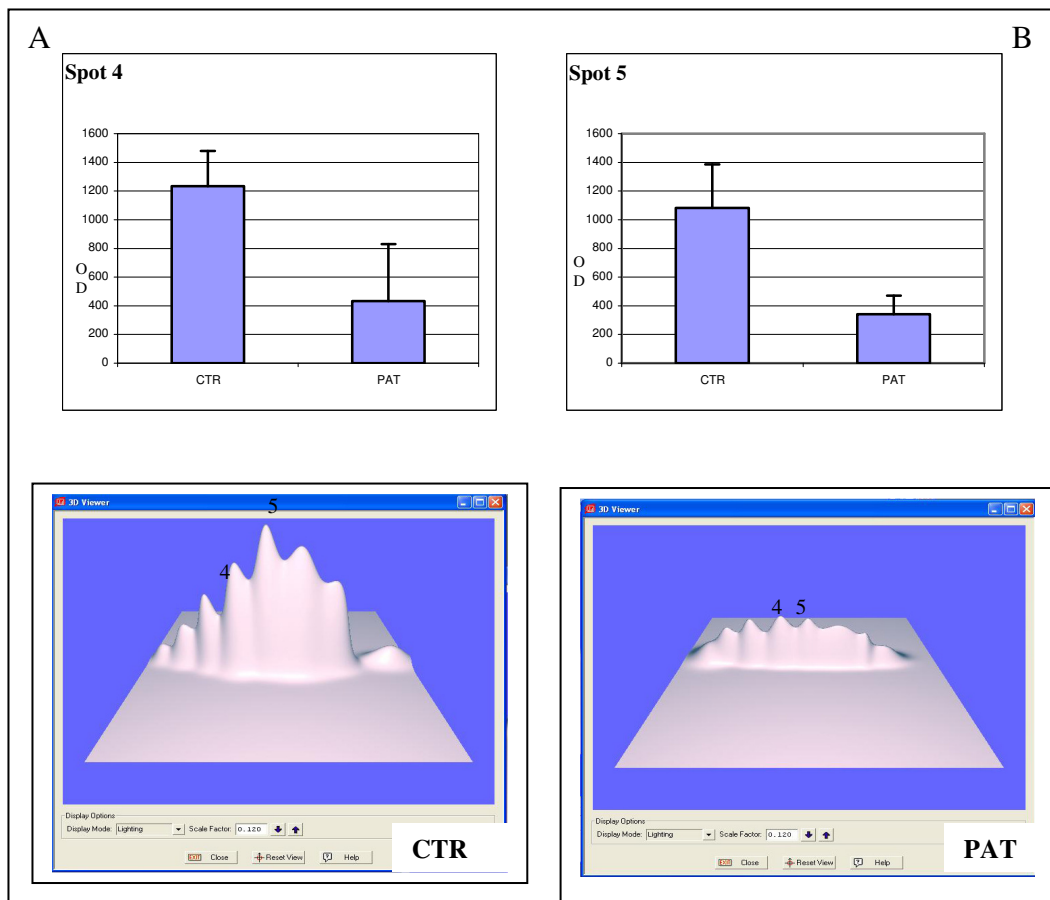 A
B
Spot 4
1600
1400
1200
1000
800
600
400
200
0
O
D
CTR
PAT
Spot 5
1600
1400
1200
1000
800
600
400
200
0
O
D
CTR
PAT
3D Viewer
5
4
Display Options
Display Mode: Lighting Scale Factor: 0.120
EXIT Close Reset View ? Help
CTR
3D Viewer
4 5
Display Options
Display Mode: Lighting Scale Factor: 0.120
EXIT Close Reset View ? Help
PAT